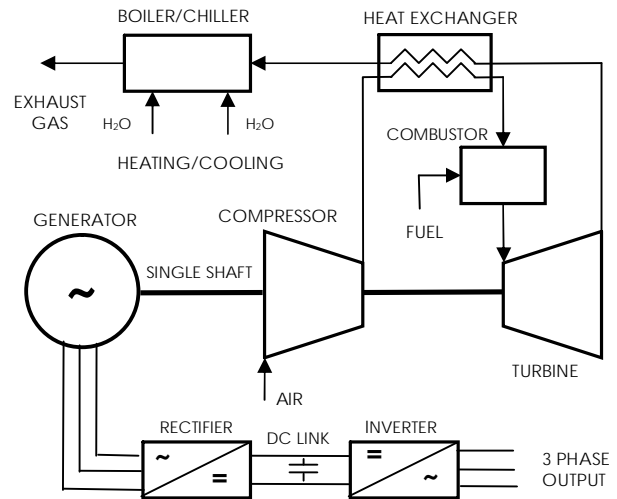 BOILER/CHILLER
HEAT EXCHANGER
EXHAUST
GAS
H₂O
H₂O
HEATING/COOLING
COMBUSTOR
FUEL
GENERATOR
COMPRESSOR
SINGLE SHAFT
~
TURBINE
AIR
RECTIFIER
DC LINK
INVERTER
~
=
=
~
3 PHASE
OUTPUT